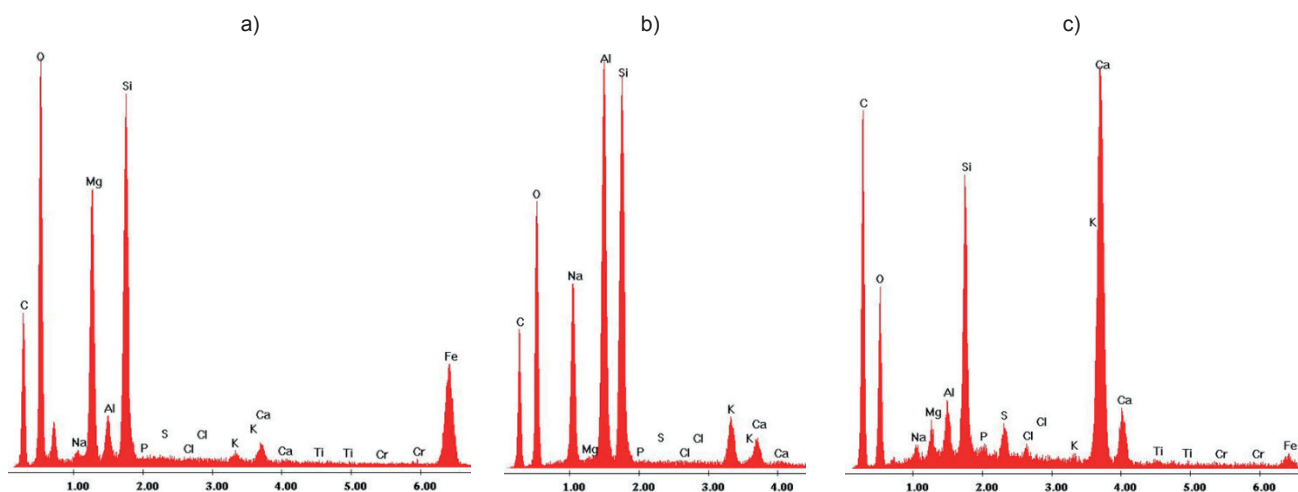 a)
O
Si
Mg
C
Fe
Al
Na
P
S
Cl
Cl
K
K
Ca
Ca
Ti
Ti
Cr
Cr
1.00 2.00 3.00 4.00 5.00 6.00
b)
Al
Si
O
Na
C
Mg
P
S
Cl
Cl
K
K
Ca
Ca
1.00 2.00 3.00 4.00
c)
Ca
C
Si
K
O
Al
Mg
Na
P
S
Cl
Cl
K
Ca
Ti
Ti
Cr
Cr
Fe
1.00 2.00 3.00 4.00 5.00 6.00